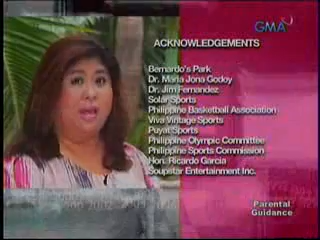 GMA
ACKNOWLEDGEMENTS
Bernardo's Park
Dr. Maria Jona Godoy
Dr. Jim Fernandez
Solar Sports
Philippine Basketball Association
Viva Vintage Sports
Puyat Sports
Philippine Olympic Committee
Philippine Sports Commission
Hon. Ricardo Garcia
Soupstar Entertainment Inc.
Parental
Guidance